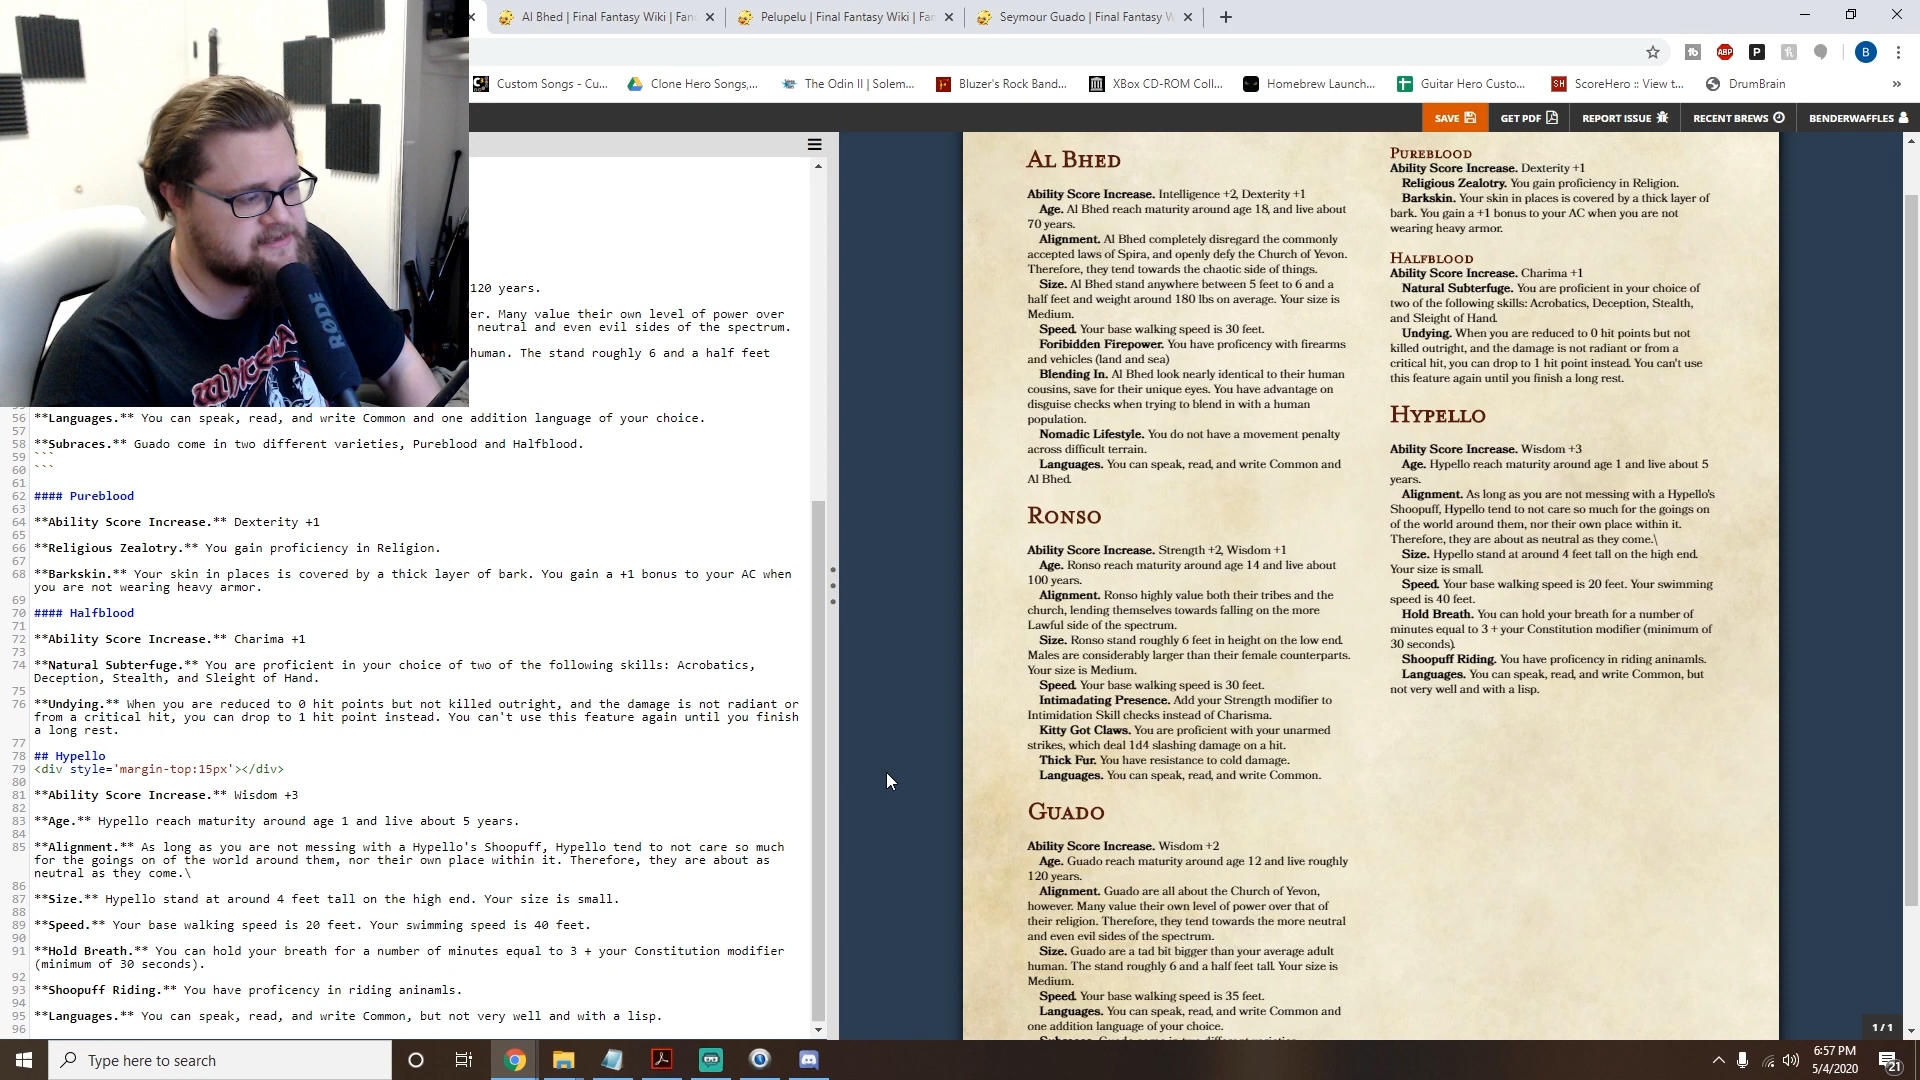 Al Bhed | Final Fantasy Wiki | Fan
Pelupelu | Final Fantasy Wiki | Fan
Seymour Guado | Final Fantasy W
B
Custom Songs - Cu...
Clone Hero Songs,...
The Odin II | Solem...
Bluzer's Rock Band...
XBox CD-ROM Coll...
Homebrew Launch...
Guitar Hero Custo...
ScoreHero :: View t...
DrumBrain
SAVE
GET PDF
REPORT ISSUE
RECENT BREWS
BENDERWAFFLES
RØDE
120 years.
er. Many value their own level of power over
neutral and even evil sides of the spectrum.
human. The stand roughly 6 and a half feet
56 **Languages.** You can speak, read, and write Common and one addition language of your choice.
57
58 **Subraces.** Guado come in two different varieties, Pureblood and Halfblood.
59 ```
60 ```
61
62 #### Pureblood
63
64 **Ability Score Increase.** Dexterity +1
65
66 **Religious Zealotry.** You gain proficiency in Religion.
67
68 **Barkskin.** Your skin in places is covered by a thick layer of bark. You gain a +1 bonus to your AC when
you are not wearing heavy armor.
69
70 #### Halfblood
71
72 **Ability Score Increase.** Charima +1
73
74 **Natural Subterfuge.** You are proficient in your choice of two of the following skills: Acrobatics,
Deception, Stealth, and Sleight of Hand.
75
76 **Undying.** When you are reduced to 0 hit points but not killed outright, and the damage is not radiant or
from a critical hit, you can drop to 1 hit point instead. You can't use this feature again until you finish
a long rest.
77
78 ## Hypello
79 <div style='margin-top:15px'></div>
80
81 **Ability Score Increase.** Wisdom +3
82
83 **Age.** Hypello reach maturity around age 1 and live about 5 years.
84
85 **Alignment.** As long as you are not messing with a Hypello's Shoopuff, Hypello tend to not care so much
for the goings on of the world around them, nor their own place within it. Therefore, they are about as
neutral as they come.\
86
87 **Size.** Hypello stand at around 4 feet tall on the high end. Your size is small.
88
89 **Speed.** Your base walking speed is 20 feet. Your swimming speed is 40 feet.
90
91 **Hold Breath.** You can hold your breath for a number of minutes equal to 3 + your Constitution modifier
(minimum of 30 seconds).
92
93 **Shoopuff Riding.** You have proficency in riding aninamls.
94
95 **Languages.** You can speak, read, and write Common, but not very well and with a lisp.
96
AL BHED
Ability Score Increase. Intelligence +2, Dexterity +1
Age. Al Bhed reach maturity around age 18, and live about
70 years.
Alignment. Al Bhed completely disregard the commonly
accepted laws of Spira, and openly defy the Church of Yevon.
Therefore, they tend towards the chaotic side of things.
Size. Al Bhed stand anywhere between 5 feet to 6 and a
half feet and weight around 180 lbs on average. Your size is
Medium.
Speed. Your base walking speed is 30 feet.
Foribidden Firepower. You have proficency with firearms
and vehicles (land and sea)
Blending In. Al Bhed look nearly identical to their human
cousins, save for their unique eyes. You have advantage on
disguise checks when trying to blend in with a human
population.
Nomadic Lifestyle. You do not have a movement penalty
across difficult terrain.
Languages. You can speak, read, and write Common and
Al Bhed.
RONSO
Ability Score Increase. Strength +2, Wisdom +1
Age. Ronso reach maturity around age 14 and live about
100 years.
Alignment. Ronso highly value both their tribes and the
church, lending themselves towards falling on the more
Lawful side of the spectrum.
Size. Ronso stand roughly 6 feet in height on the low end.
Males are considerably larger than their female counterparts.
Your size is Medium.
Speed. Your base walking speed is 30 feet.
Intimadating Presence. Add your Strength modifier to
Intimidation Skill checks instead of Charisma.
Kitty Got Claws. You are proficient with your unarmed
strikes, which deal 1d4 slashing damage on a hit.
Thick Fur. You have resistance to cold damage.
Languages. You can speak, read, and write Common.
GUADO
Ability Score Increase. Wisdom +2
Age. Guado reach maturity around age 12 and live roughly
120 years.
Alignment. Guado are all about the Church of Yevon,
however. Many value their own level of power over that of
their religion. Therefore, they tend towards the more neutral
and even evil sides of the spectrum.
Size. Guado are a tad bit bigger than your average adult
human. The stand roughly 6 and a half feet tall. Your size is
Medium.
Speed. Your base walking speed is 35 feet.
Languages. You can speak, read, and write Common and
one addition language of your choice.
PUREBLOOD
Ability Score Increase. Dexterity +1
Religious Zealotry. You gain proficiency in Religion.
Barkskin. Your skin in places is covered by a thick layer of
bark. You gain a +1 bonus to your AC when you are not
wearing heavy armor.
HALFBLOOD
Ability Score Increase. Charima +1
Natural Subterfuge. You are proficient in your choice of
two of the following skills: Acrobatics, Deception, Stealth,
and Sleight of Hand.
Undying. When you are reduced to 0 hit points but not
killed outright, and the damage is not radiant or from a
critical hit, you can drop to 1 hit point instead. You can't use
this feature again until you finish a long rest.
HYPELLO
Ability Score Increase. Wisdom +3
Age. Hypello reach maturity around age 1 and live about 5
years.
Alignment. As long as you are not messing with a Hypello's
Shoopuff, Hypello tend to not care so much for the goings on
of the world around them, nor their own place within it.
Therefore, they are about as neutral as they come.\
Size. Hypello stand at around 4 feet tall on the high end.
Your size is small.
Speed. Your base walking speed is 20 feet. Your swimming
speed is 40 feet.
Hold Breath. You can hold your breath for a number of
minutes equal to 3 + your Constitution modifier (minimum of
30 seconds).
Shoopuff Riding. You have proficency in riding aninamls.
Languages. You can speak, read, and write Common, but
not very well and with a lisp.
1 / 1
Type here to search
6:57 PM
5/4/2020
21